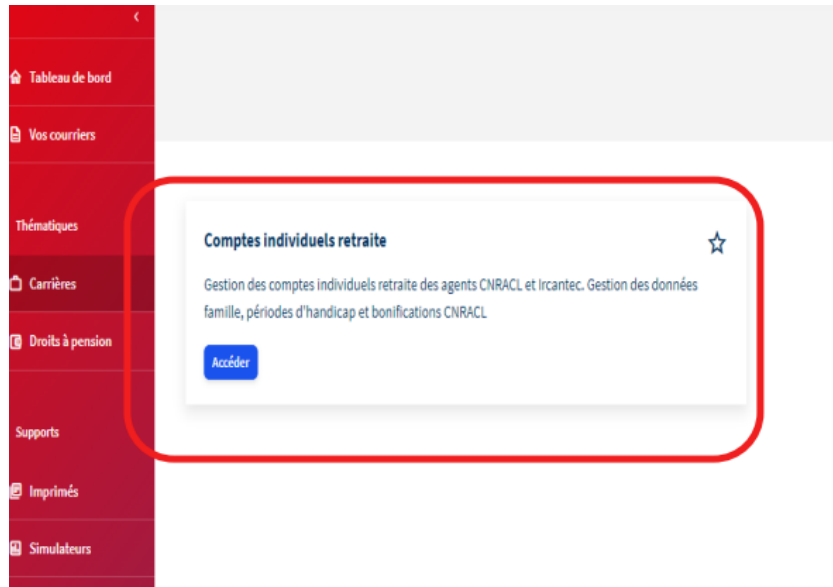 Tableau de bord
Vos courriers
Thématiques
Carrières
Droits à pension
Supports
Imprimés
Simulateurs
Comptes individuels retraite
Gestion des comptes individuels retraite des agents CNRACL et Ircantec. Gestion des données
famille, périodes d'handicap et bonifications CNRACL
Accéder